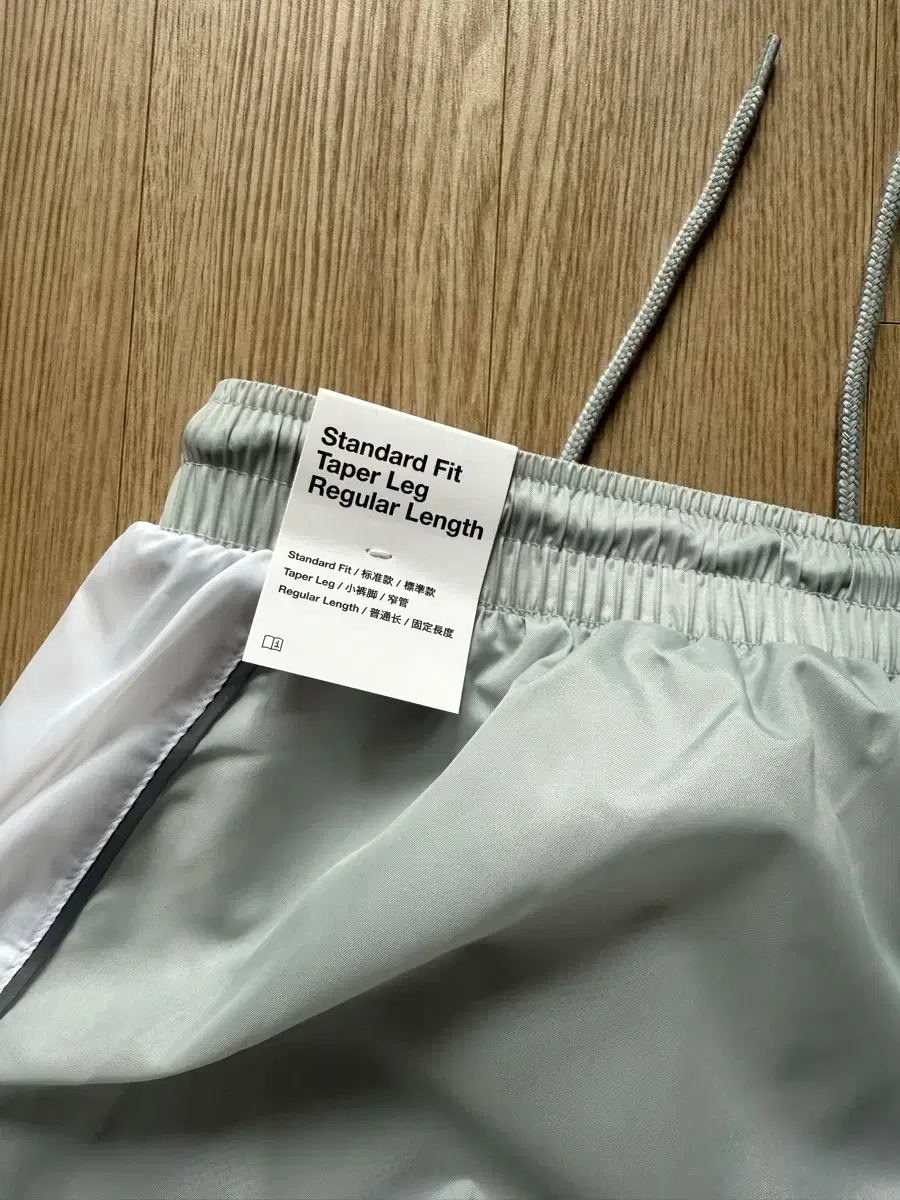 Standard Fit
Taper Leg
Regular Length
Standard Fit / 标准款 / 標準款
Taper Leg / 小裤脚 / 窄管
Regular Length / 普通长 / 固定長度